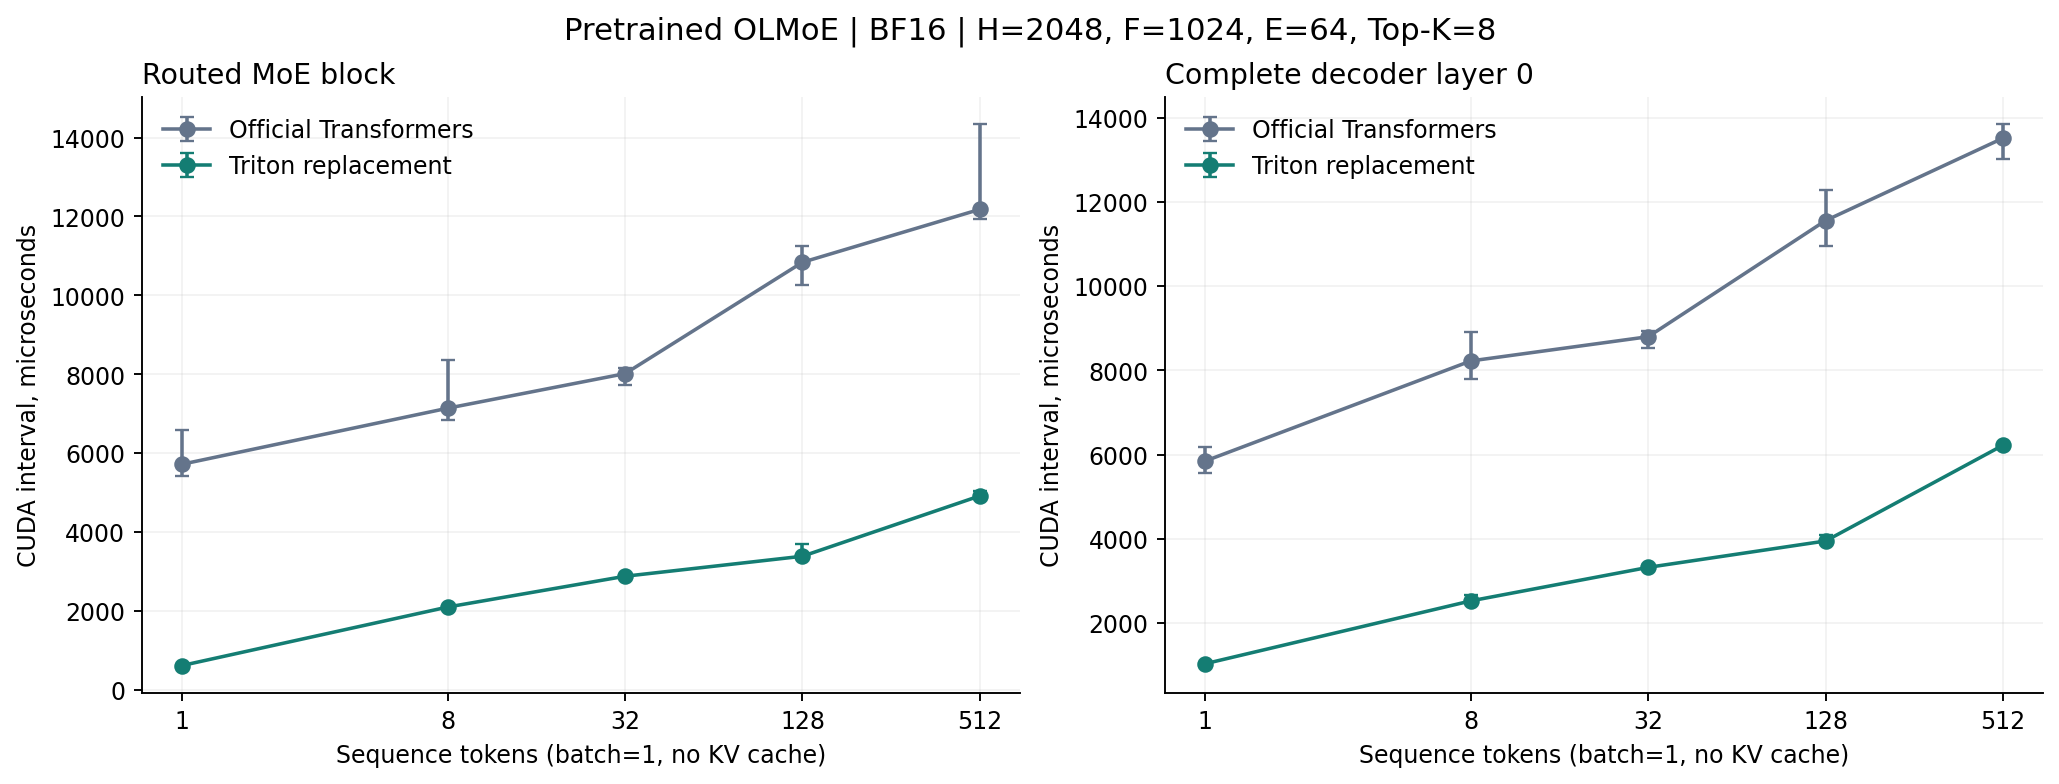 Pretrained OLMoE | BF16 | H=2048, F=1024, E=64, Top-K=8
Routed MoE block
Official Transformers
Triton replacement
CUDA interval, microseconds
14000
12000
10000
8000
6000
4000
2000
0
1 8 32 128 512
Sequence tokens (batch=1, no KV cache)
Complete decoder layer 0
Official Transformers
Triton replacement
CUDA interval, microseconds
14000
12000
10000
8000
6000
4000
2000
1 8 32 128 512
Sequence tokens (batch=1, no KV cache)